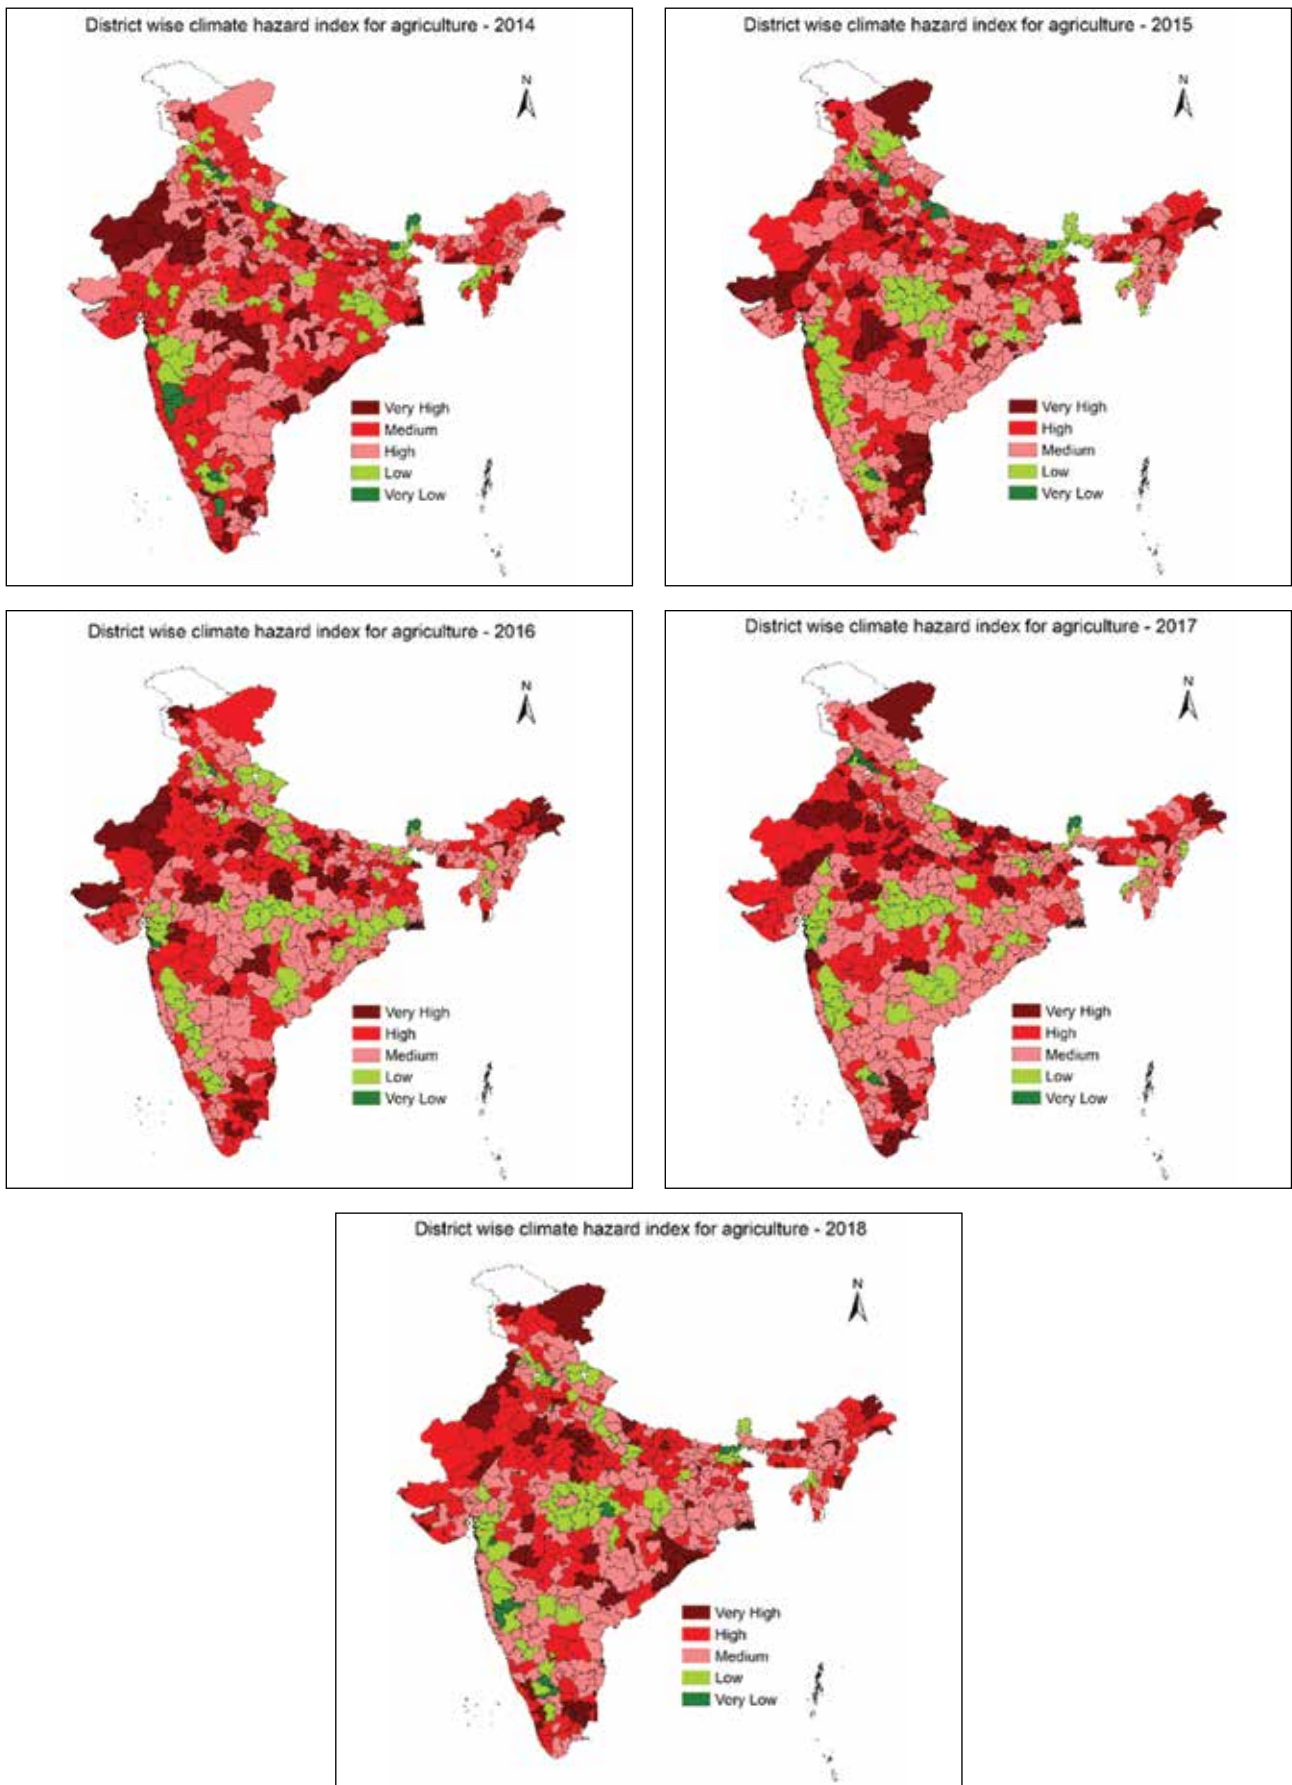 District wise climate hazard index for agriculture - 2014
N
Very High
Medium
High
Low
Very Low
District wise climate hazard index for agriculture - 2015
N
Very High
High
Medium
Low
Very Low
District wise climate hazard index for agriculture - 2016
N
Very High
High
Medium
Low
Very Low
District wise climate hazard index for agriculture - 2017
N
Very High
High
Medium
Low
Very Low
District wise climate hazard index for agriculture - 2018
N
Very High
High
Medium
Low
Very Low